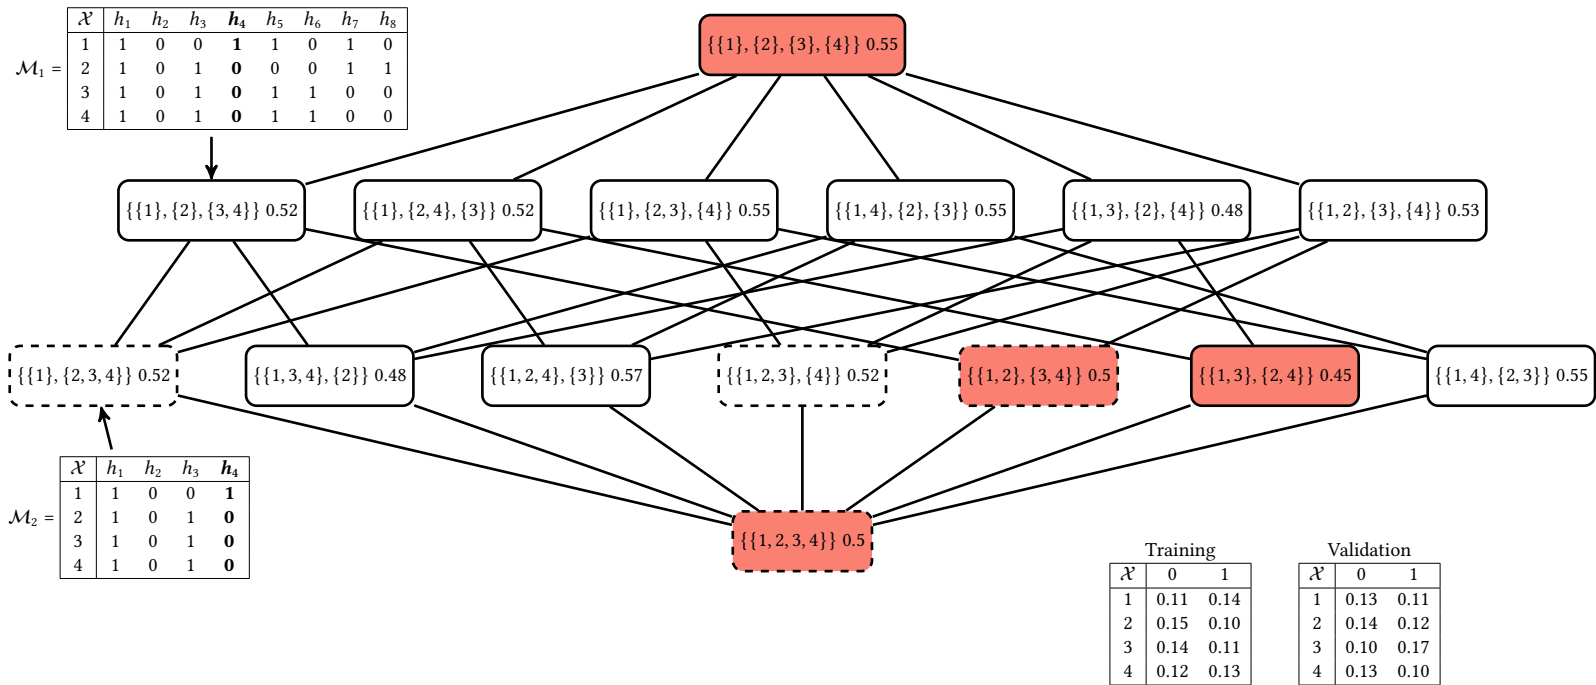 𝒳 h₁ h₂ h₃ h₄ h₅ h₆ h₇ h₈
1 1 0 0 1 1 0 1 0
ℳ₁ = 2 1 0 1 0 0 0 1 1
3 1 0 1 0 1 1 0 0
4 1 0 1 0 1 1 0 0
{{1}, {2}, {3}, {4}} 0.55
{{1}, {2}, {3, 4}} 0.52
{{1}, {2, 4}, {3}} 0.52
{{1}, {2, 3}, {4}} 0.55
{{1, 4}, {2}, {3}} 0.55
{{1, 3}, {2}, {4}} 0.48
{{1, 2}, {3}, {4}} 0.53
{{1}, {2, 3, 4}} 0.52
{{1, 3, 4}, {2}} 0.48
{{1, 2, 4}, {3}} 0.57
{{1, 2, 3}, {4}} 0.52
{{1, 2}, {3, 4}} 0.5
{{1, 3}, {2, 4}} 0.45
{{1, 4}, {2, 3}} 0.55
𝒳 h₁ h₂ h₃ h₄
1 1 0 0 1
ℳ₂ = 2 1 0 1 0
3 1 0 1 0
4 1 0 1 0
{{1, 2, 3, 4}} 0.5
Training
𝒳 0 1
1 0.11 0.14
2 0.15 0.10
3 0.14 0.11
4 0.12 0.13
Validation
𝒳 0 1
1 0.13 0.11
2 0.14 0.12
3 0.10 0.17
4 0.13 0.10